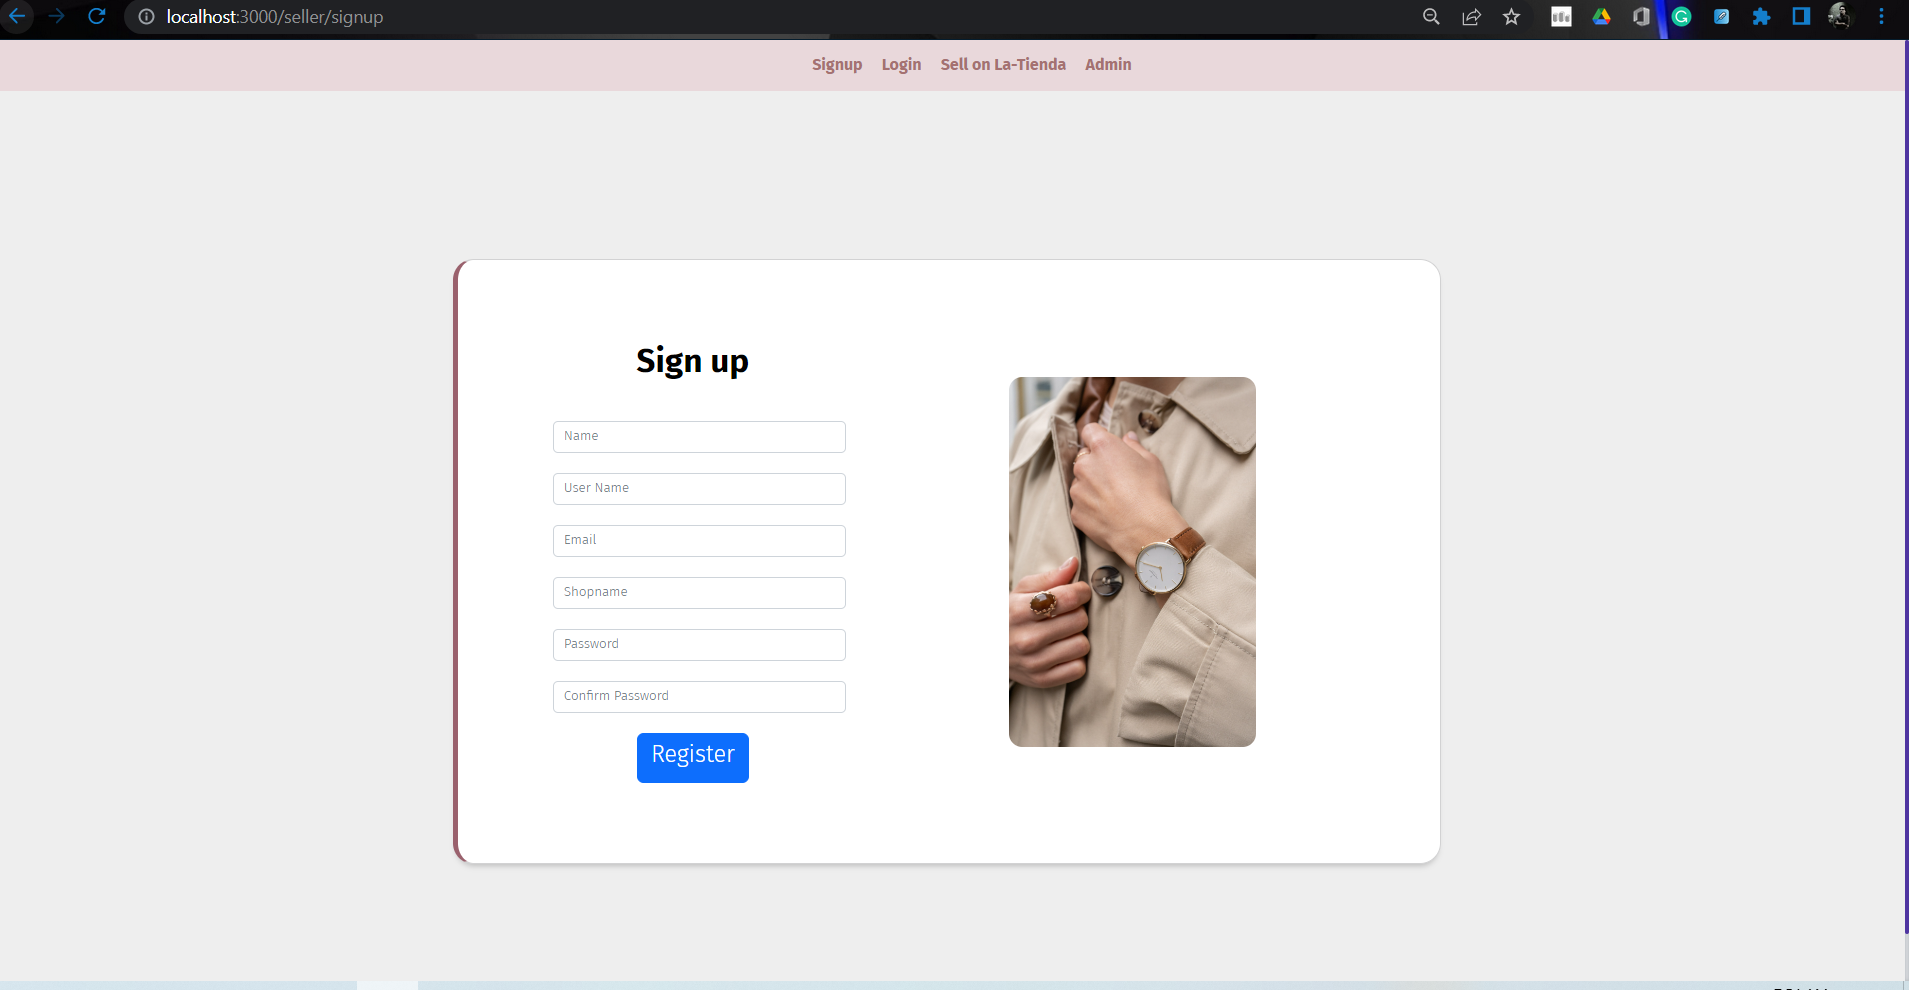 localhost:3000/seller/signup
Signup Login Sell on La-Tienda Admin
Sign up
Name
User Name
Email
Shopname
Password
Confirm Password
Register